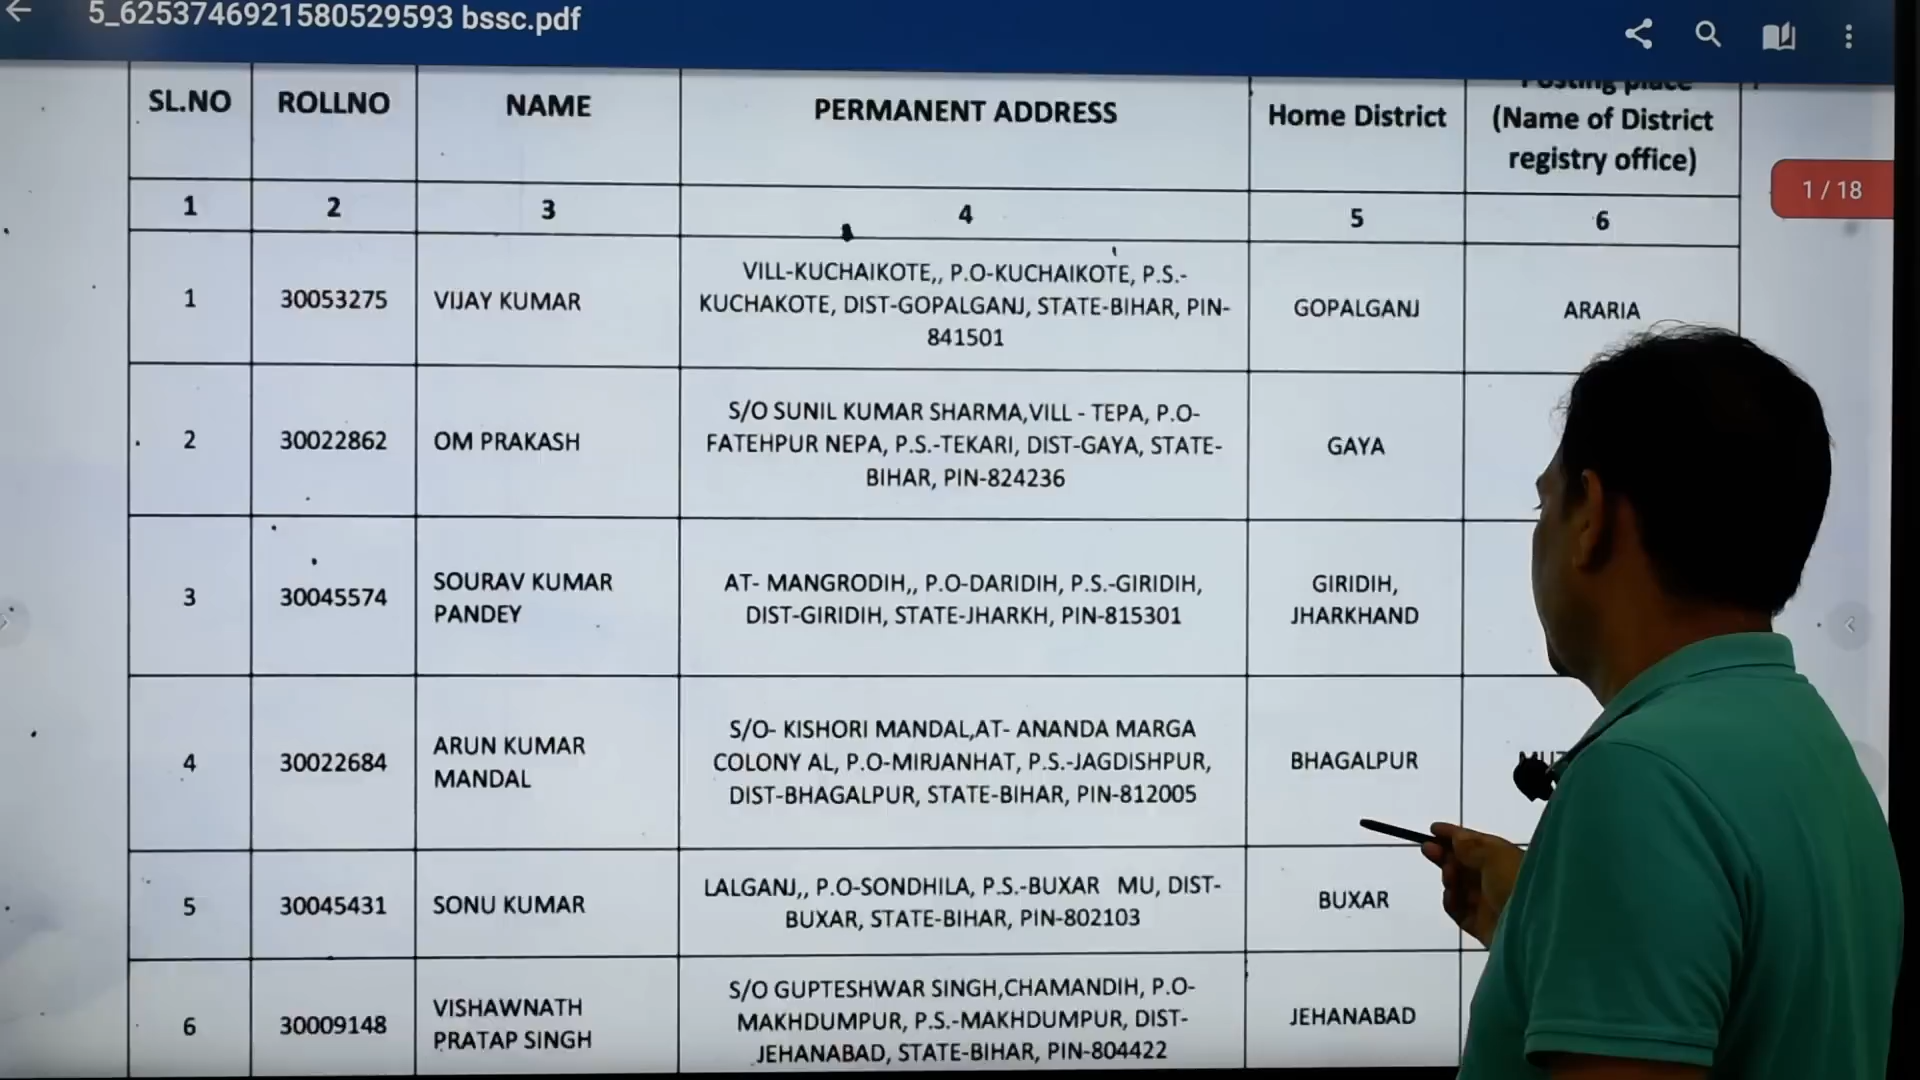 5_6253746921580529593 bssc.pdf
SL.NO
ROLLNO
NAME
PERMANENT ADDRESS
Home District
Posting place
(Name of District
registry office)
1 / 18
1
2
3
4
5
6
1
30053275
VIJAY KUMAR
VILL-KUCHAIKOTE,, P.O-KUCHAIKOTE, P.S.-
KUCHAKOTE, DIST-GOPALGANJ, STATE-BIHAR, PIN-
841501
GOPALGANJ
ARARIA
2
30022862
OM PRAKASH
S/O SUNIL KUMAR SHARMA,VILL - TEPA, P.O-
FATEHPUR NEPA, P.S.-TEKARI, DIST-GAYA, STATE-
BIHAR, PIN-824236
GAYA
3
30045574
SOURAV KUMAR
PANDEY
AT- MANGRODIH,, P.O-DARIDIH, P.S.-GIRIDIH,
DIST-GIRIDIH, STATE-JHARKH, PIN-815301
GIRIDIH,
JHARKHAND
4
30022684
ARUN KUMAR
MANDAL
S/O- KISHORI MANDAL,AT- ANANDA MARGA
COLONY AL, P.O-MIRJANHAT, P.S.-JAGDISHPUR,
DIST-BHAGALPUR, STATE-BIHAR, PIN-812005
BHAGALPUR
5
30045431
SONU KUMAR
LALGANJ,, P.O-SONDHILA, P.S.-BUXAR MU, DIST-
BUXAR, STATE-BIHAR, PIN-802103
BUXAR
6
30009148
VISHAWNATH
PRATAP SINGH
S/O GUPTESHWAR SINGH,CHAMANDIH, P.O-
MAKHDUMPUR, P.S.-MAKHDUMPUR, DIST-
JEHANABAD, STATE-BIHAR, PIN-804422
JEHANABAD